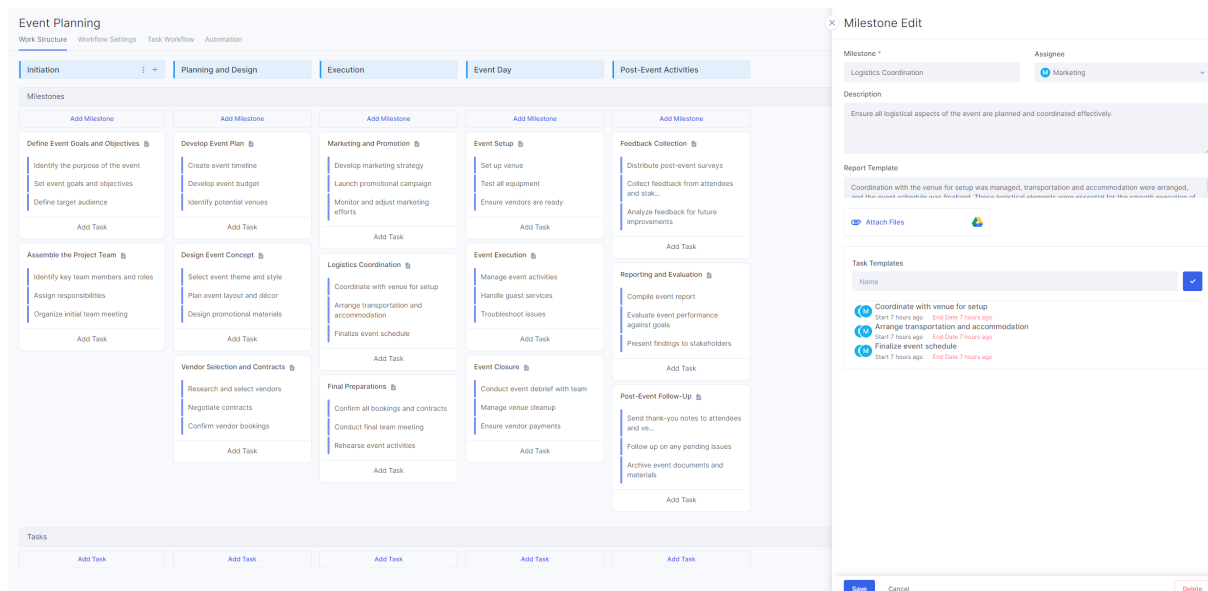 Event Planning
Work Structure
Workflow Settings
Task Workflow
Automation
Initiation
Planning and Design
Execution
Event Day
Post-Event Activities
Milestones
Add Milestone
Add Milestone
Add Milestone
Add Milestone
Add Milestone
Define Event Goals and Objectives
Identify the purpose of the event
Set event goals and objectives
Define target audience
Add Task
Assemble the Project Team
Identify key team members and roles
Assign responsibilities
Organize initial team meeting
Add Task
Develop Event Plan
Create event timeline
Develop event budget
Identify potential venues
Add Task
Design Event Concept
Select event theme and style
Plan event layout and décor
Design promotional materials
Add Task
Vendor Selection and Contracts
Research and select vendors
Negotiate contracts
Confirm vendor bookings
Add Task
Marketing and Promotion
Develop marketing strategy
Launch promotional campaign
Monitor and adjust marketing
efforts
Add Task
Logistics Coordination
Coordinate with venue for setup
Arrange transportation and
accommodation
Finalize event schedule
Add Task
Final Preparations
Confirm all bookings and contracts
Conduct final team meeting
Rehearse event activities
Add Task
Event Setup
Set up venue
Test all equipment
Ensure vendors are ready
Add Task
Event Execution
Manage event activities
Handle guest services
Troubleshoot issues
Add Task
Event Closure
Conduct event debrief with team
Manage venue cleanup
Ensure vendor payments
Add Task
Feedback Collection
Distribute post-event surveys
Collect feedback from attendees
and stak...
Analyze feedback for future
improvements
Add Task
Reporting and Evaluation
Compile event report
Evaluate event performance
against goals
Present findings to stakeholders
Add Task
Post-Event Follow-Up
Send thank-you notes to attendees
and ve...
Follow up on any pending issues
Archive event documents and
materials
Add Task
Tasks
Add Task
Add Task
Add Task
Add Task
Add Task
Milestone Edit
Milestone *
Logistics Coordination
Assignee
M Marketing
Description
Ensure all logistical aspects of the event are planned and coordinated effectively.
Report Template
Coordination with the venue for setup was managed, transportation and accommodation were arranged,
and the event schedule was finalized. These logistical elements were essential for the smooth execution of
Attach Files
Task Templates
Name
M
Coordinate with venue for setup
Start 7 hours ago End Date 7 hours ago
M
Arrange transportation and accommodation
Start 7 hours ago End Date 7 hours ago
M
Finalize event schedule
Start 7 hours ago End Date 7 hours ago
Save
Cancel
Delete